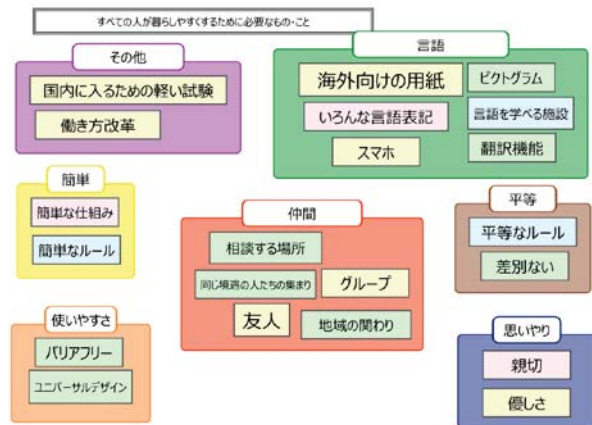 すべての人が暮らしやすくするために必要なもの・こと
その他
国内に入るための軽い試験
働き方改革
言語
海外向けの用紙
ピクトグラム
いろんな言語表記
言語を学べる施設
スマホ
翻訳機能
簡単
簡単な仕組み
簡単なルール
仲間
相談する場所
同じ境遇の人たちの集まり
グループ
友人
地域の関わり
平等
平等なルール
差別ない
使いやすさ
バリアフリー
ユニバーサルデザイン
思いやり
親切
優しさ